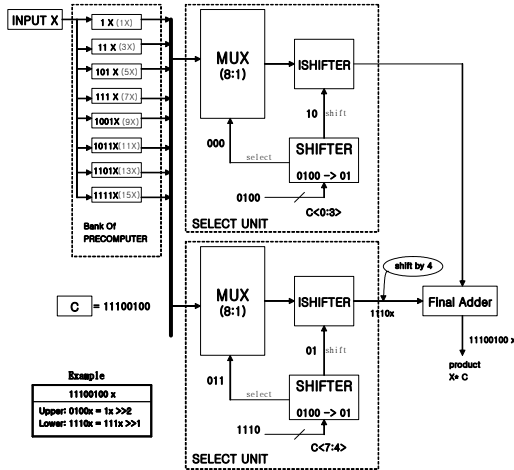 INPUT X
1 X (1X)
11 X (3X)
101 X (5X)
111 X (7X)
1001X(9X)
1011X(11X)
1101X(13X)
1111X(15X)
Bank Of
PRECOMPUTER
MUX
(8:1)
ISHIFTER
10 shift
000
select
SHIFTER
0100 -> 01
0100
C<0:3>
SELECT UNIT
MUX
(8:1)
ISHIFTER
shift by 4
1110x
Final Adder
11100100 x
product
X* C
01 shift
011
select
SHIFTER
0100 -> 01
1110
C<7:4>
SELECT UNIT
C = 11100100
Example
11100100 x
Upper: 0100x = 1x >>2
Lower: 1110x = 111x >>1